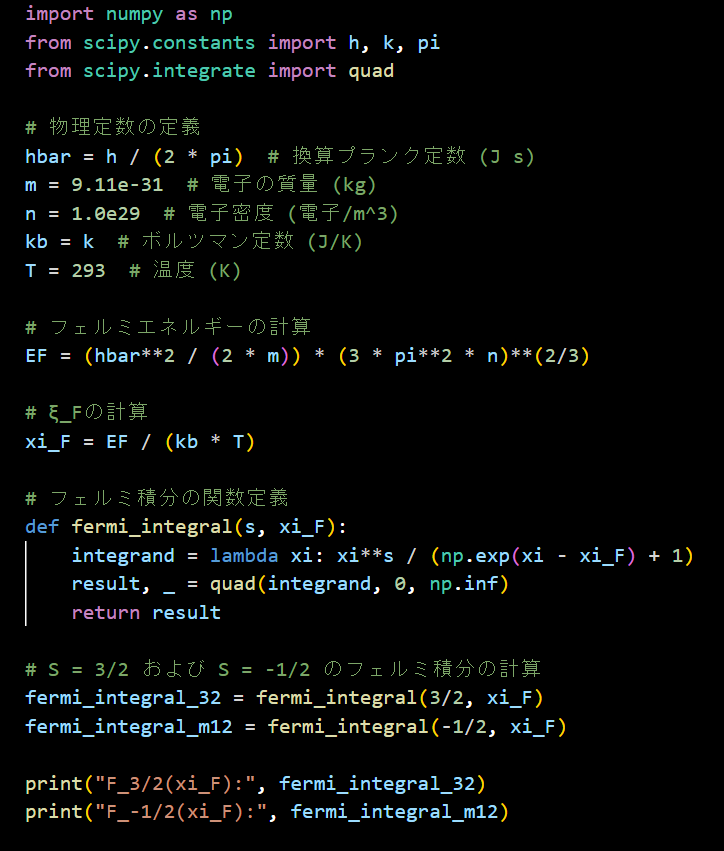 import numpy as np
from scipy.constants import h, k, pi
from scipy.integrate import quad
# 物理定数の定義
hbar = h / (2 * pi)  # 換算プランク定数 (J s)
m = 9.11e-31  # 電子の質量 (kg)
n = 1.0e29  # 電子密度 (電子/m^3)
kb = k  # ボルツマン定数 (J/K)
T = 293  # 温度 (K)
# フェルミエネルギーの計算
EF = (hbar**2 / (2 * m)) * (3 * pi**2 * n)**(2/3)
# ξ_Fの計算
xi_F = EF / (kb * T)
# フェルミ積分の関数定義
def fermi_integral(s, xi_F):
    integrand = lambda xi: xi**s / (np.exp(xi - xi_F) + 1)
    result, _ = quad(integrand, 0, np.inf)
    return result
# S = 3/2 および S = -1/2 のフェルミ積分の計算
fermi_integral_32 = fermi_integral(3/2, xi_F)
fermi_integral_m12 = fermi_integral(-1/2, xi_F)
print("F_3/2(xi_F):", fermi_integral_32)
print("F_-1/2(xi_F):", fermi_integral_m12)